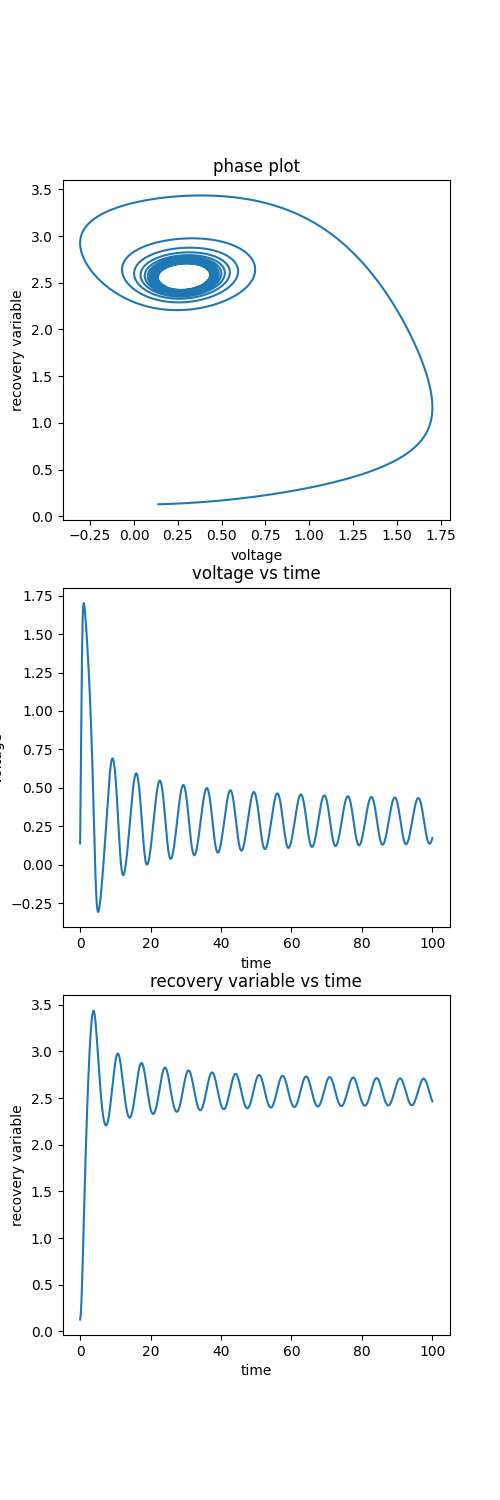 phase plot
3.5
3.0
2.5
2.0
1.5
1.0
0.5
0.0
recovery variable
−0.25 0.00 0.25 0.50 0.75 1.00 1.25 1.50 1.75
voltage
voltage vs time
1.75
1.50
1.25
1.00
0.75
0.50
0.25
0.00
−0.25
0 20 40 60 80 100
time
recovery variable vs time
3.5
3.0
2.5
2.0
1.5
1.0
0.5
0.0
recovery variable
0 20 40 60 80 100
time